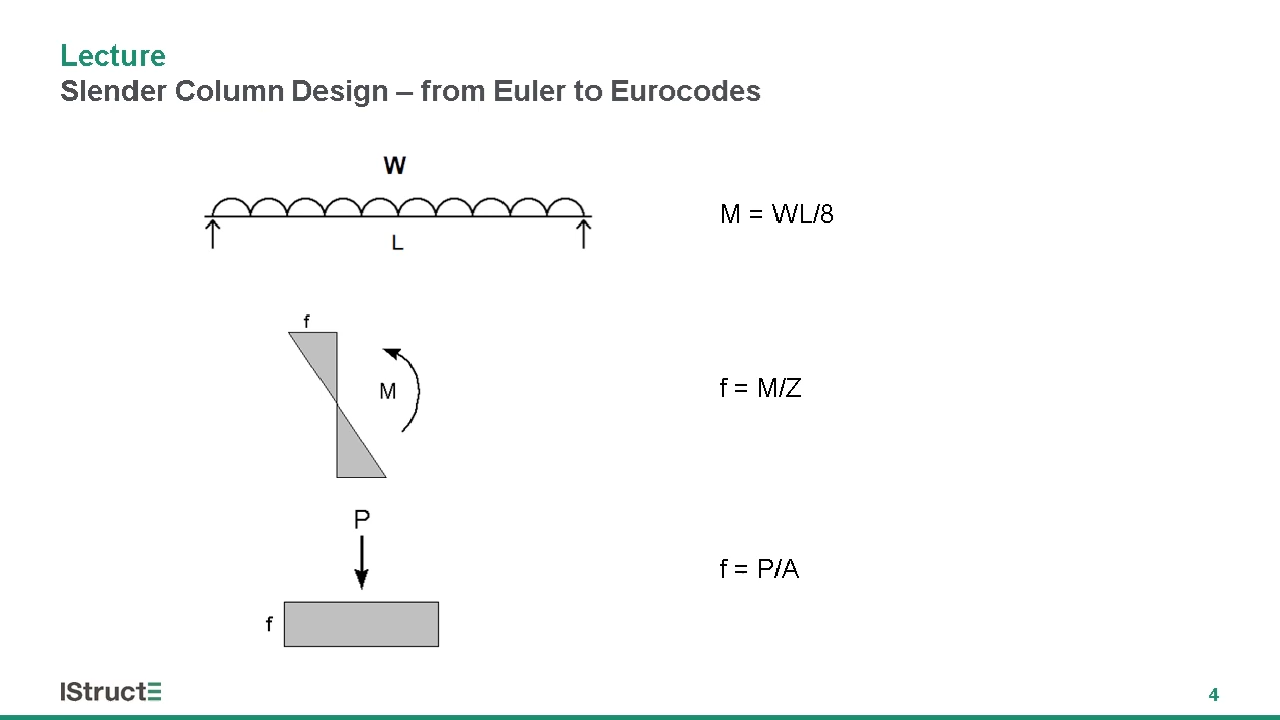 Lecture
Slender Column Design – from Euler to Eurocodes
W
L
M = WL/8
f
M
f = M/Z
P
f
f = P/A
IStructE
4